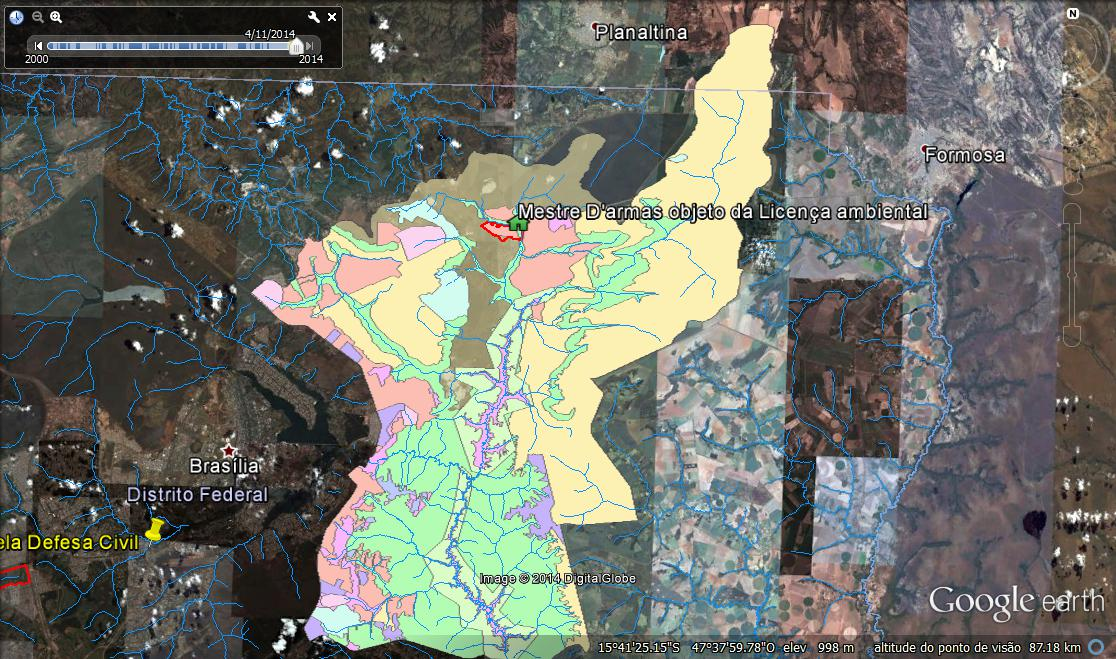 4/11/2014
2000
2014
N
Planaltina
Formosa
Mestre D'armas objeto da Licença ambiental
Brasília
Distrito Federal
ela Defesa Civil
Image © 2014 DigitalGlobe
Google earth
15°41'25.15"S 47°37'59.78"O elev 998 m altitude do ponto de visão 87.18 km